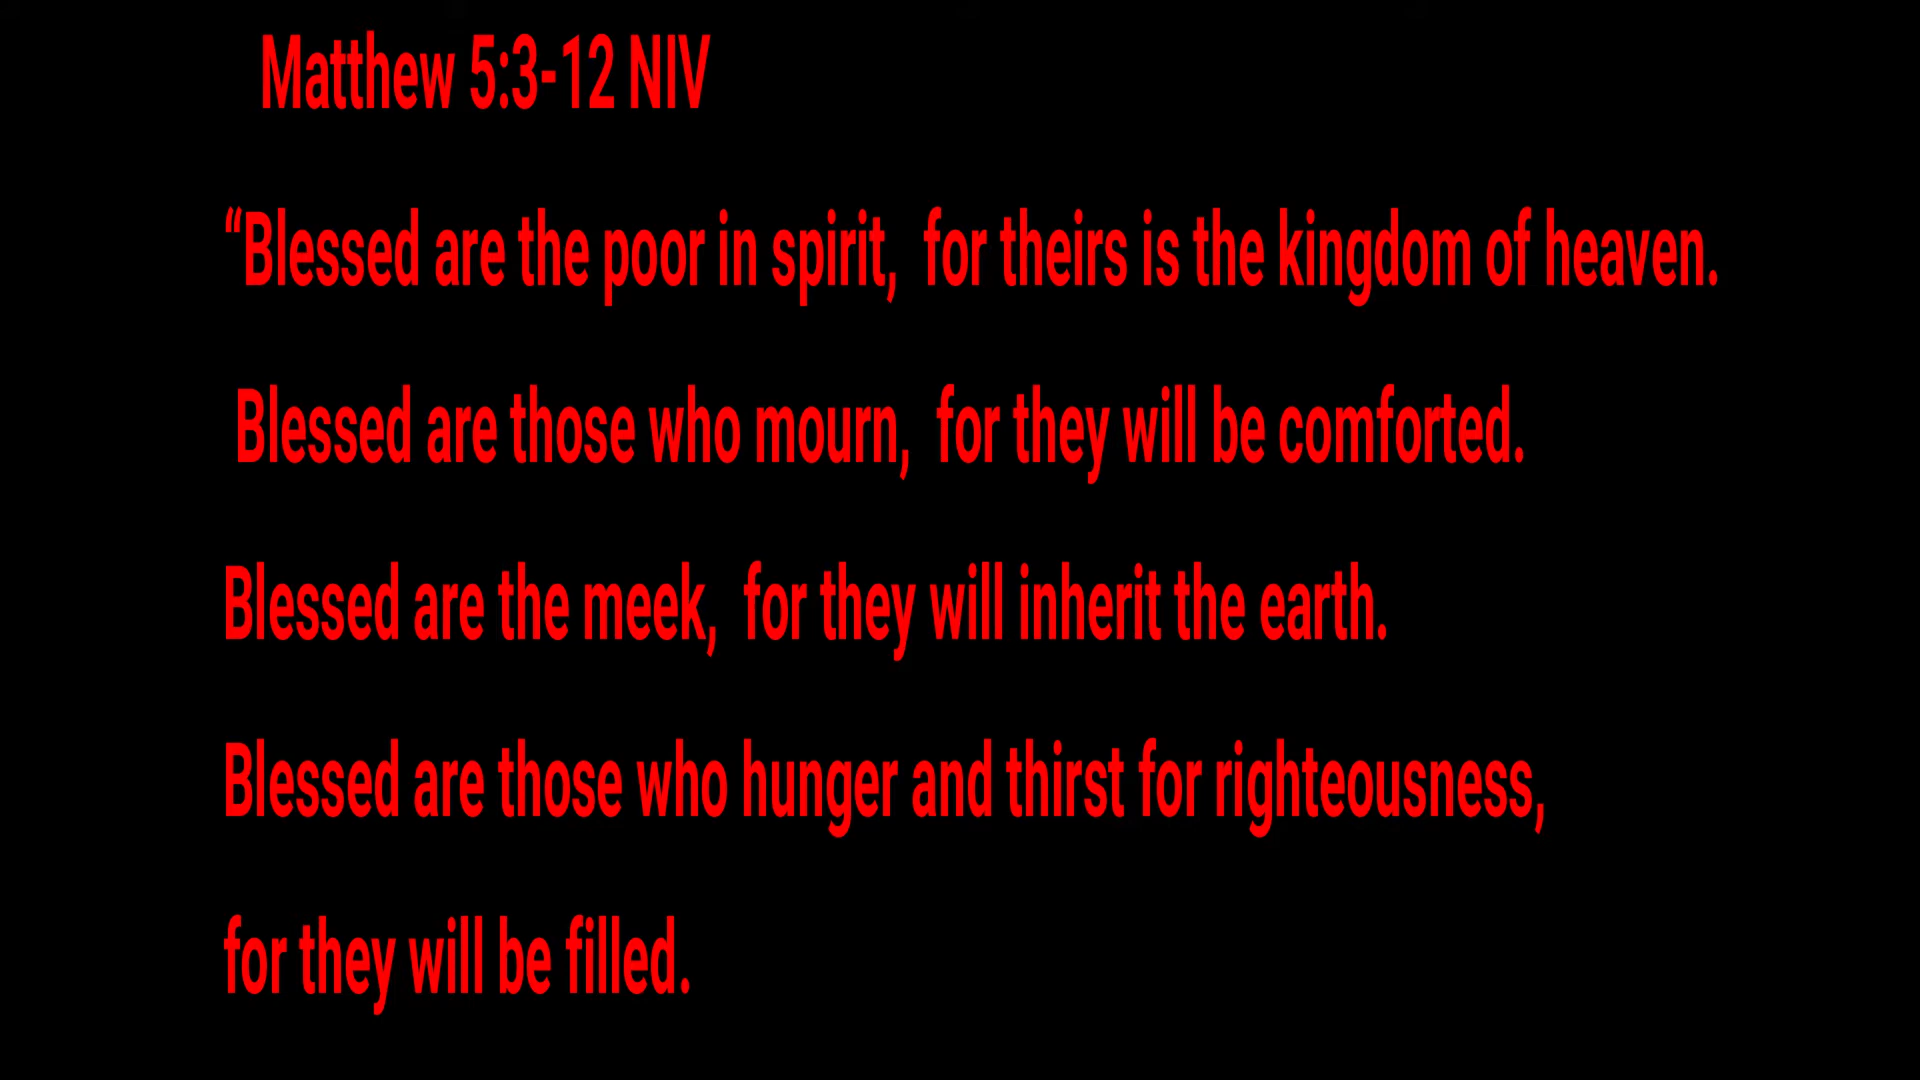 Matthew 5:3-12 NIV
“Blessed are the poor in spirit, for theirs is the kingdom of heaven.
Blessed are those who mourn, for they will be comforted.
Blessed are the meek, for they will inherit the earth.
Blessed are those who hunger and thirst for righteousness,
for they will be filled.